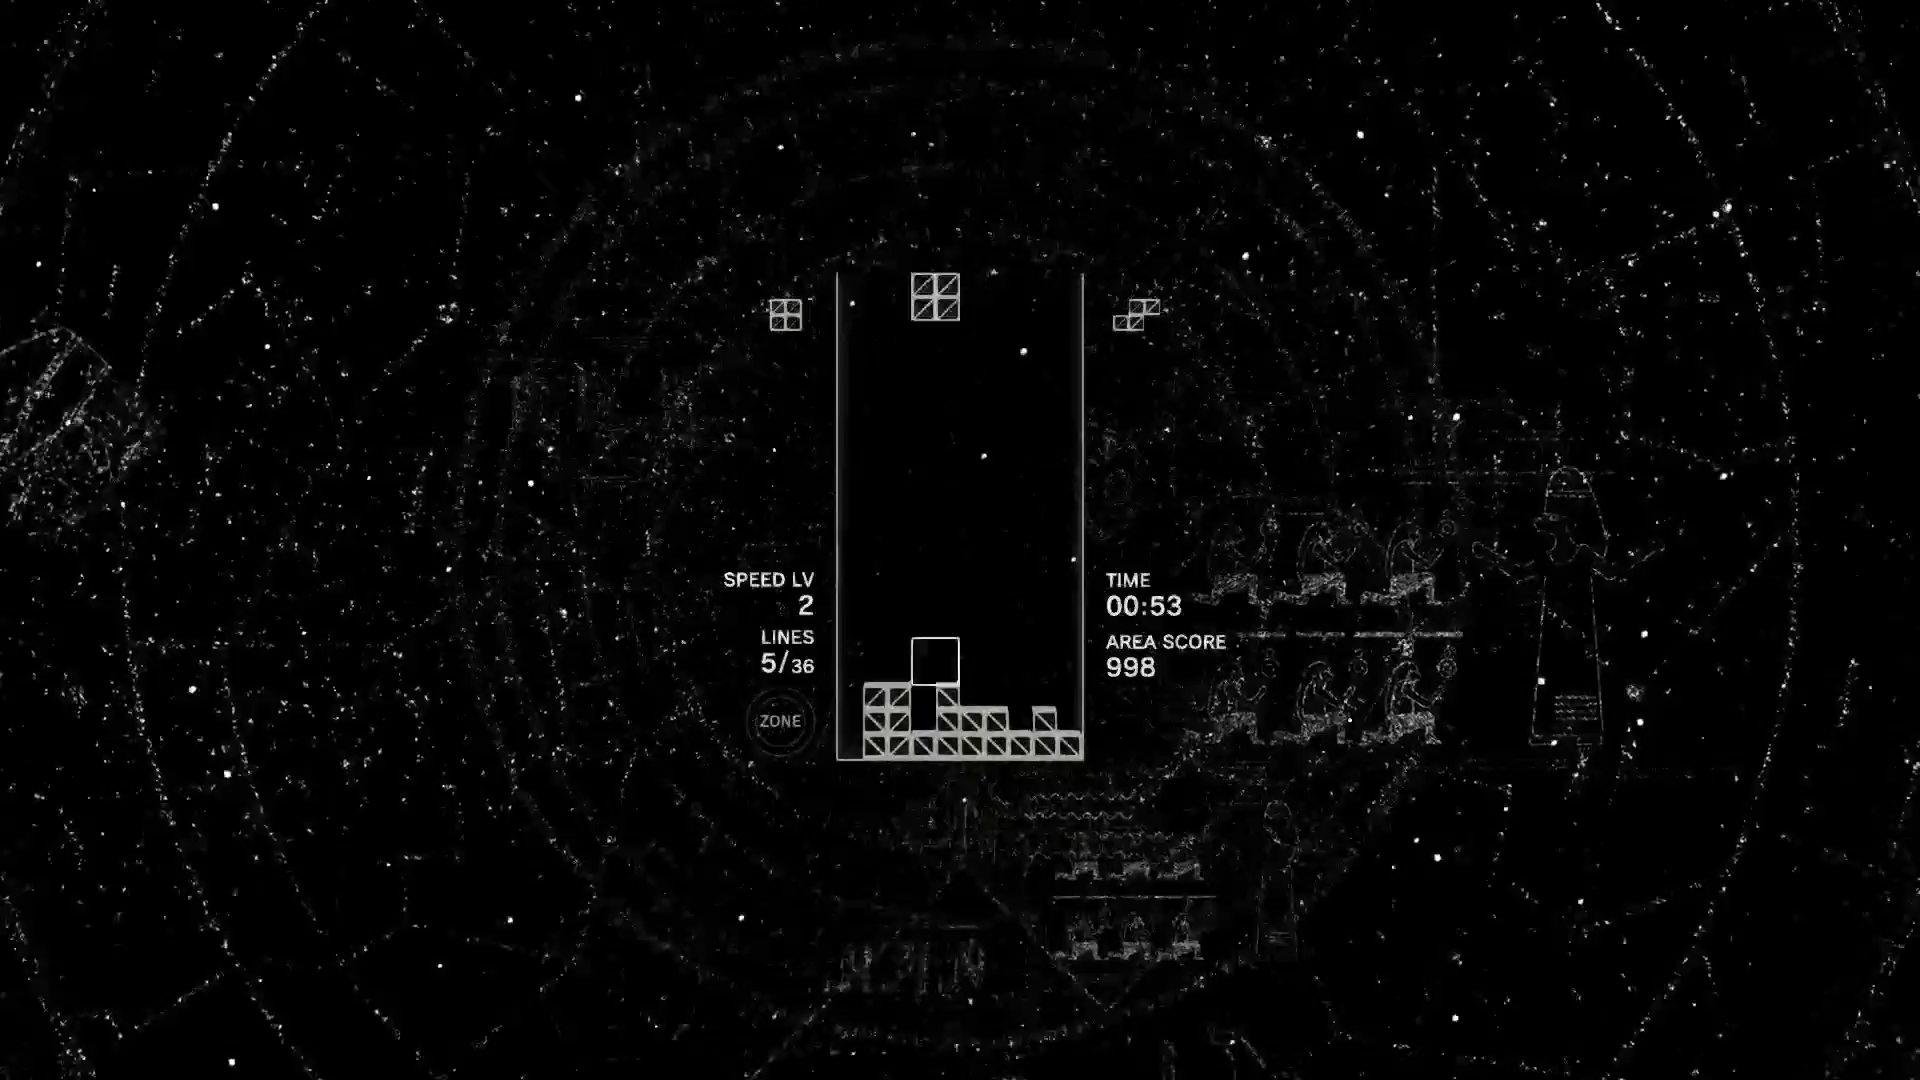 SPEED LV
2
LINES
5/36
ZONE
TIME
00:53
AREA SCORE
998